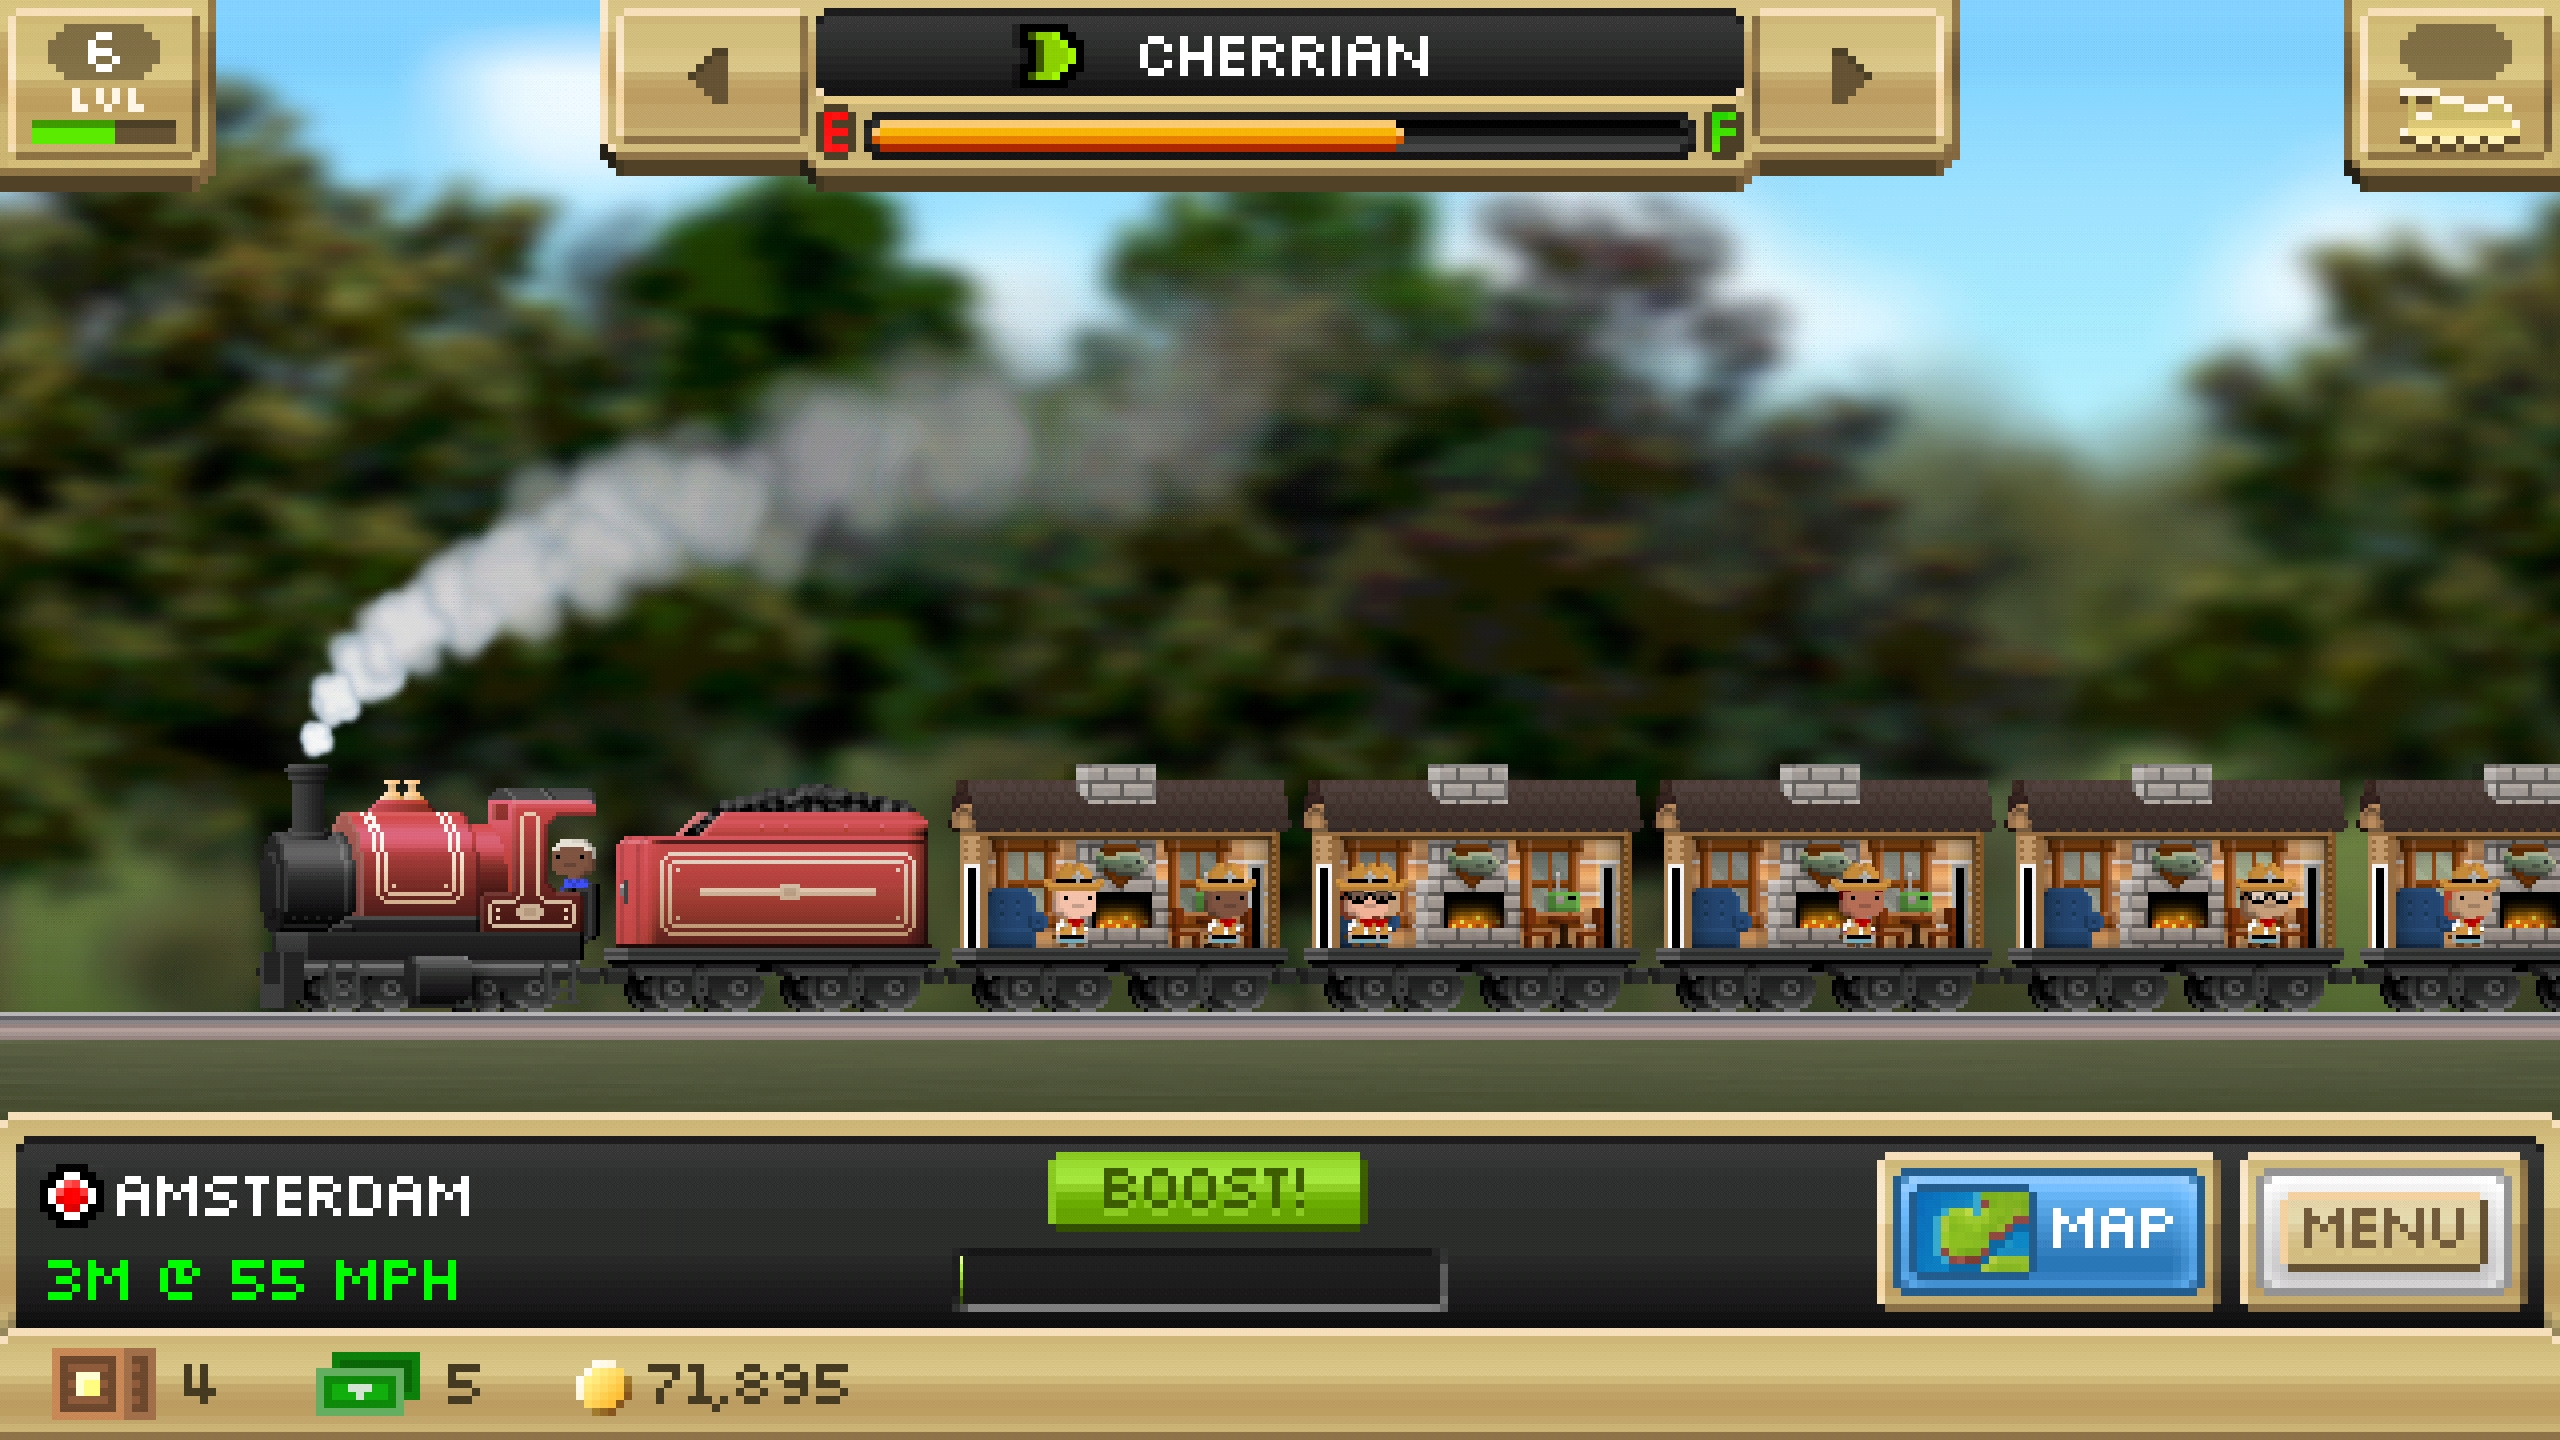 6
LVL
CHERRIAN
E F
AMSTERDAM
BOOST!
3M @ 55 MPH
MAP
MENU
4 5 71,895